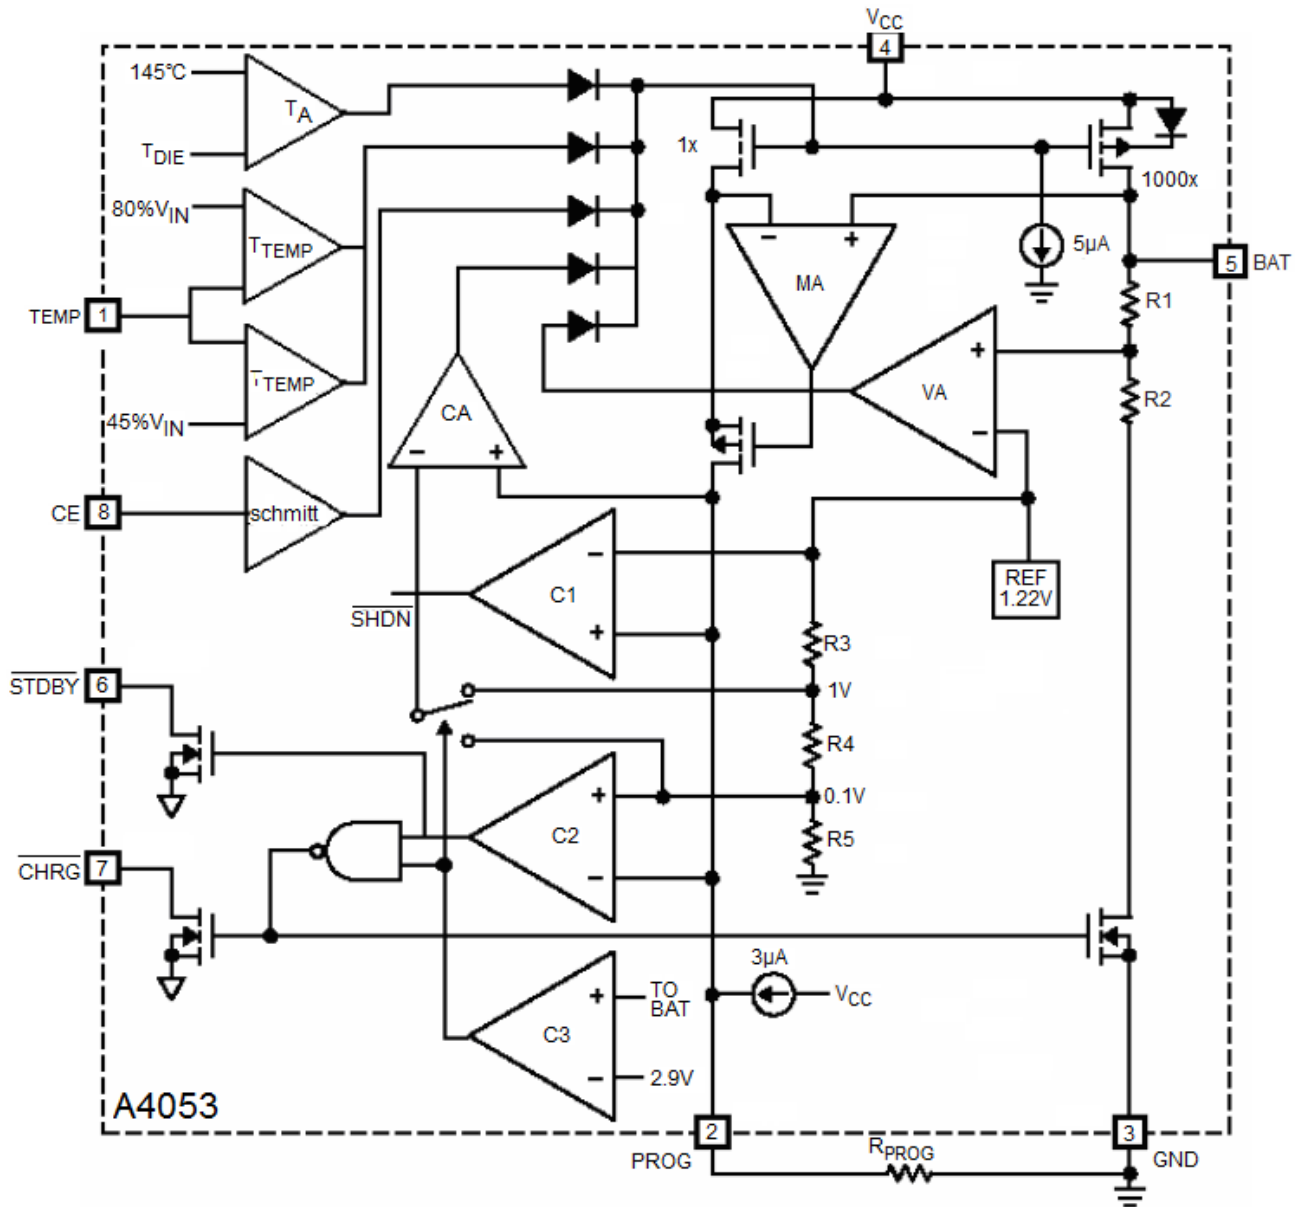 VCC
4
145℃
TA
TDIE
1x
1000x
80%VIN
TTEMP
− +
MA
5μA
5 BAT
TEMP 1
R1
TTEMP
45%VIN
+
VA
−
R2
CA
− +
CE 8
schmitt
REF
1.22V
−
C1
+
SHDN
R3
STDBY 6
1V
R4
+
0.1V
C2
−
R5
CHRG 7
3μA
VCC
+ TO
BAT
C3
− 2.9V
A4053
2
3
PROG
RPROG
GND